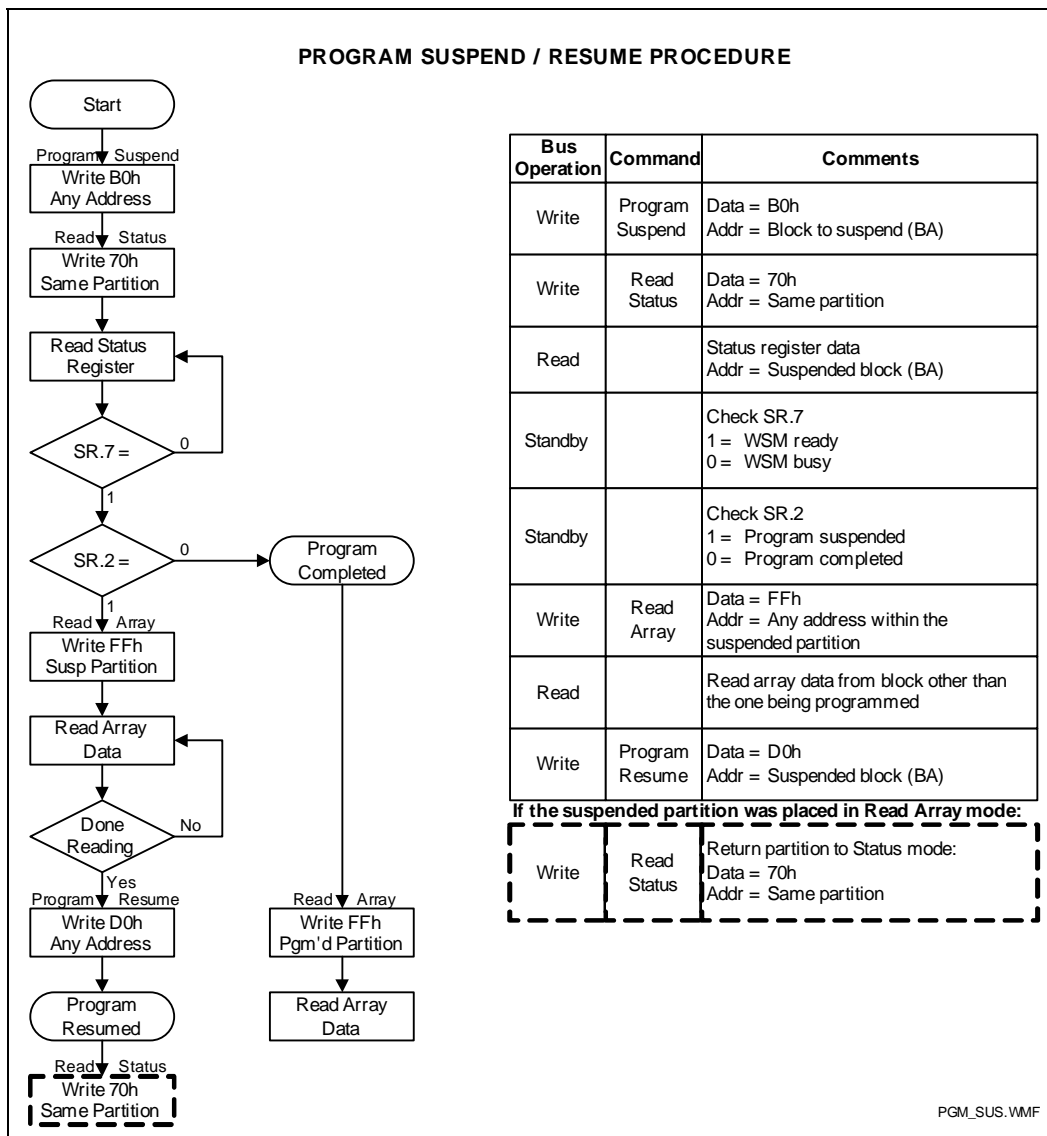 PROGRAM SUSPEND / RESUME PROCEDURE
Start
Program Suspend
Write B0h
Any Address
Read Status
Write 70h
Same Partition
Read Status
Register
SR.7 =
0
1
SR.2 =
0
1
Program
Completed
Read Array
Write FFh
Susp Partition
Read Array
Data
Done
Reading
No
Yes
Program Resume
Write D0h
Any Address
Program
Resumed
Read Status
Write 70h
Same Partition
Read Array
Write FFh
Pgm'd Partition
Read Array
Data
Bus
Operation
Command
Comments
Write
Program
Suspend
Data = B0h
Addr = Block to suspend (BA)
Write
Read
Status
Data = 70h
Addr = Same partition
Read
Status register data
Addr = Suspended block (BA)
Standby
Check SR.7
1 = WSM ready
0 = WSM busy
Standby
Check SR.2
1 = Program suspended
0 = Program completed
Write
Read
Array
Data = FFh
Addr = Any address within the
suspended partition
Read
Read array data from block other than
the one being programmed
Write
Program
Resume
Data = D0h
Addr = Suspended block (BA)
If the suspended partition was placed in Read Array mode:
Write
Read
Status
Return partition to Status mode:
Data = 70h
Addr = Same partition
PGM_SUS.WMF